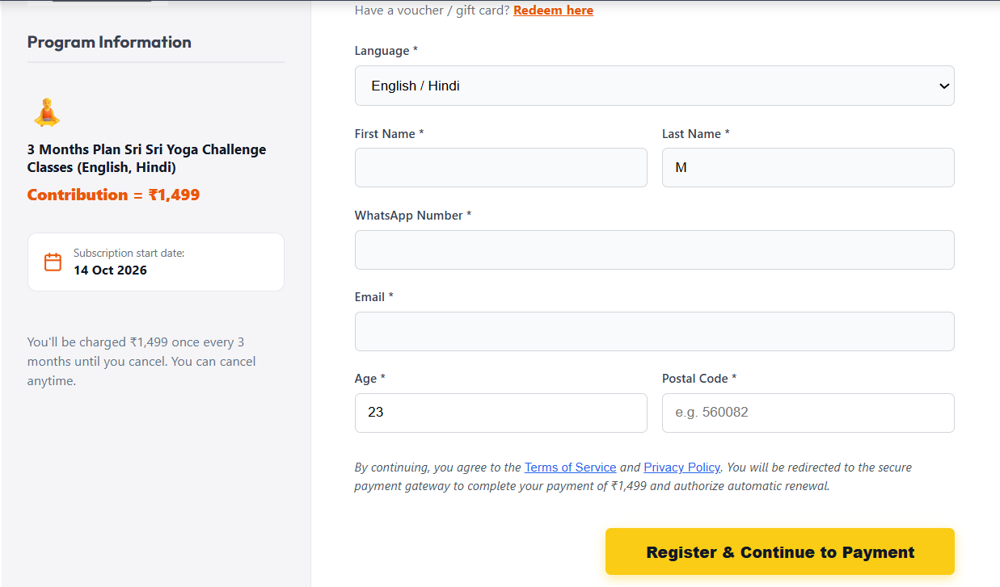 Have a voucher / gift card? Redeem here
Program Information
3 Months Plan Sri Sri Yoga Challenge
Classes (English, Hindi)
Contribution = ₹1,499
Subscription start date:
14 Oct 2026
You'll be charged ₹1,499 once every 3
months until you cancel. You can cancel
anytime.
Language *
English / Hindi
First Name *
Last Name *
M
WhatsApp Number *
Email *
Age *
Postal Code *
23
e.g. 560082
By continuing, you agree to the Terms of Service and Privacy Policy. You will be redirected to the secure
payment gateway to complete your payment of ₹1,499 and authorize automatic renewal.
Register & Continue to Payment